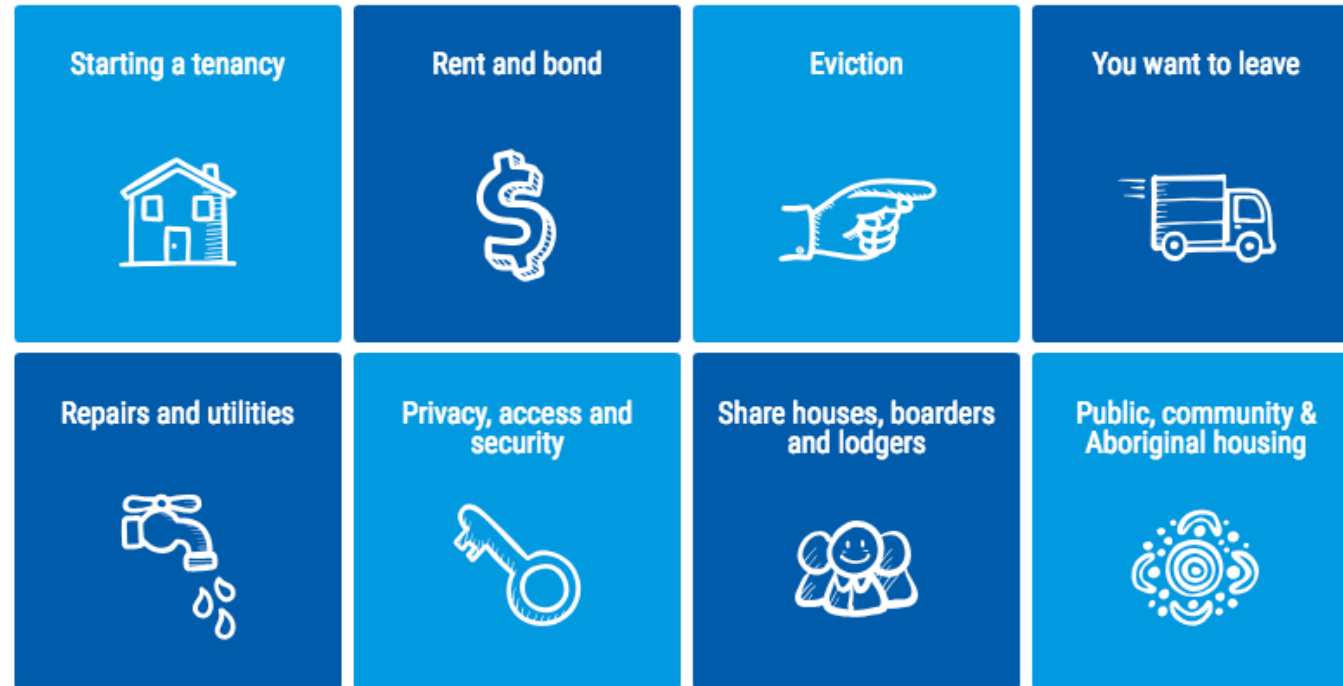 Starting a tenancy
Rent and bond
Eviction
You want to leave
Repairs and utilities
Privacy, access and
security
Share houses, boarders
and lodgers
Public, community &
Aboriginal housing